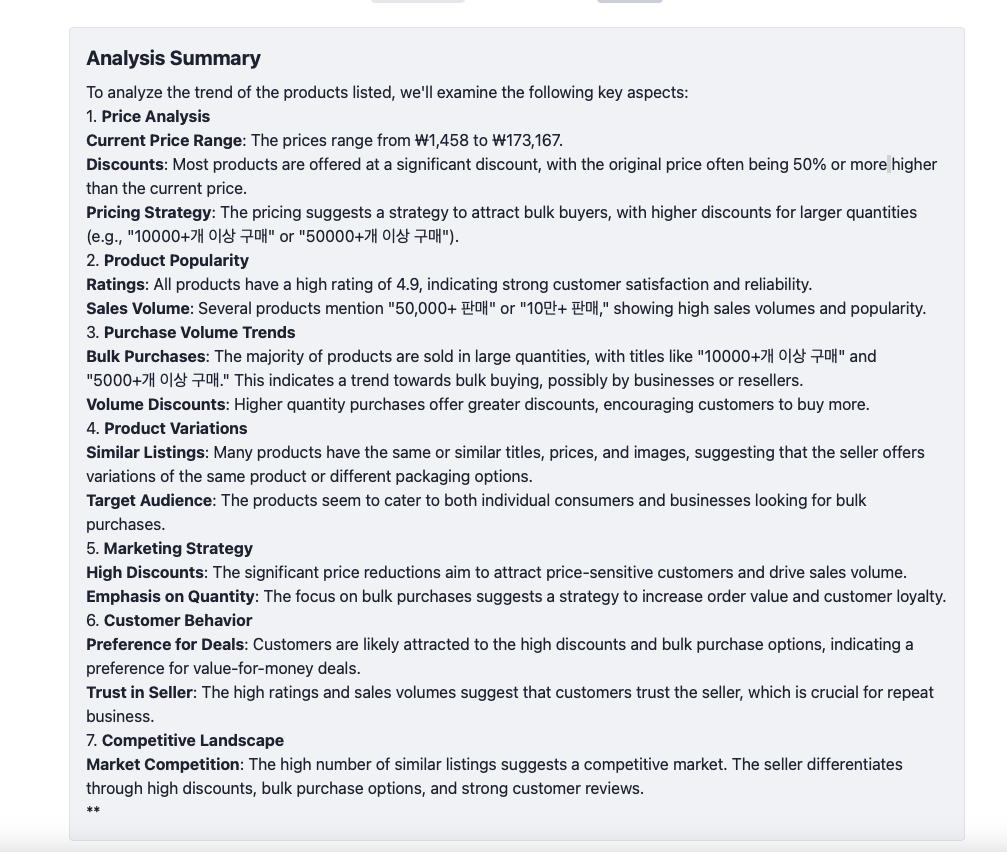 Analysis Summary
To analyze the trend of the products listed, we'll examine the following key aspects:
1. Price Analysis
Current Price Range: The prices range from ₩1,458 to ₩173,167.
Discounts: Most products are offered at a significant discount, with the original price often being 50% or more higher
than the current price.
Pricing Strategy: The pricing suggests a strategy to attract bulk buyers, with higher discounts for larger quantities
(e.g., "10000+개 이상 구매" or "50000+개 이상 구매").
2. Product Popularity
Ratings: All products have a high rating of 4.9, indicating strong customer satisfaction and reliability.
Sales Volume: Several products mention "50,000+ 판매" or "10만+ 판매," showing high sales volumes and popularity.
3. Purchase Volume Trends
Bulk Purchases: The majority of products are sold in large quantities, with titles like "10000+개 이상 구매" and
"5000+개 이상 구매." This indicates a trend towards bulk buying, possibly by businesses or resellers.
Volume Discounts: Higher quantity purchases offer greater discounts, encouraging customers to buy more.
4. Product Variations
Similar Listings: Many products have the same or similar titles, prices, and images, suggesting that the seller offers
variations of the same product or different packaging options.
Target Audience: The products seem to cater to both individual consumers and businesses looking for bulk
purchases.
5. Marketing Strategy
High Discounts: The significant price reductions aim to attract price-sensitive customers and drive sales volume.
Emphasis on Quantity: The focus on bulk purchases suggests a strategy to increase order value and customer loyalty.
6. Customer Behavior
Preference for Deals: Customers are likely attracted to the high discounts and bulk purchase options, indicating a
preference for value-for-money deals.
Trust in Seller: The high ratings and sales volumes suggest that customers trust the seller, which is crucial for repeat
business.
7. Competitive Landscape
Market Competition: The high number of similar listings suggests a competitive market. The seller differentiates
through high discounts, bulk purchase options, and strong customer reviews.
**